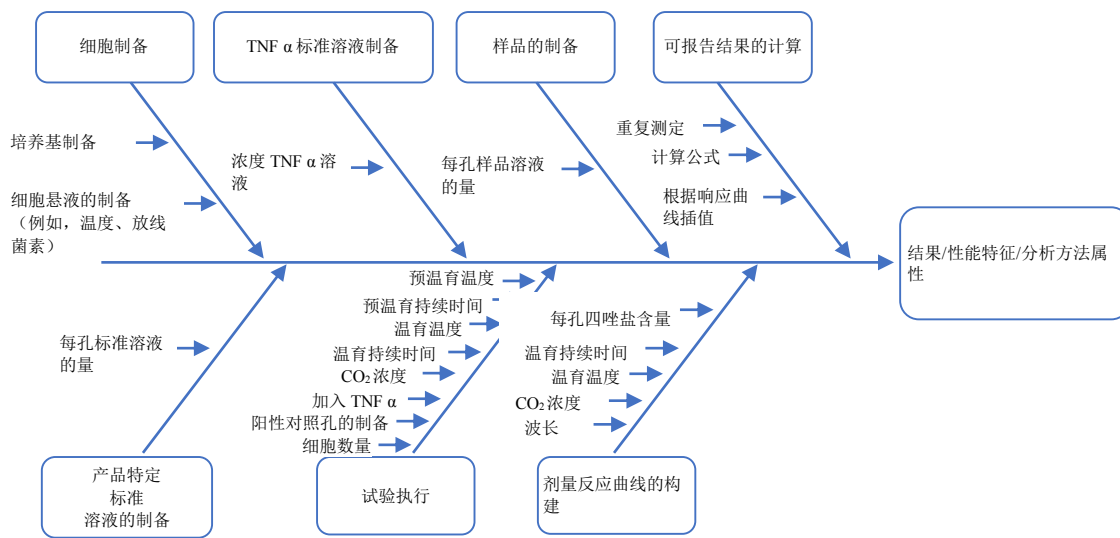 细胞制备
TNF α 标准溶液制备
样品的制备
可报告结果的计算
培养基制备
细胞悬液的制备
（例如，温度、放线
菌素）
浓度 TNF α 溶
液
每孔样品溶液
的量
重复测定
计算公式
根据响应曲
线插值
结果/性能特征/分析方法属
性
每孔标准溶液
的量
预温育温度
预温育持续时间
温育温度
温育持续时间
CO₂浓度
加入 TNF α
阳性对照孔的制备
细胞数量
每孔四唑盐含量
温育持续时间
温育温度
CO₂浓度
波长
产品特定
标准
溶液的制备
试验执行
剂量反应曲线的构
建